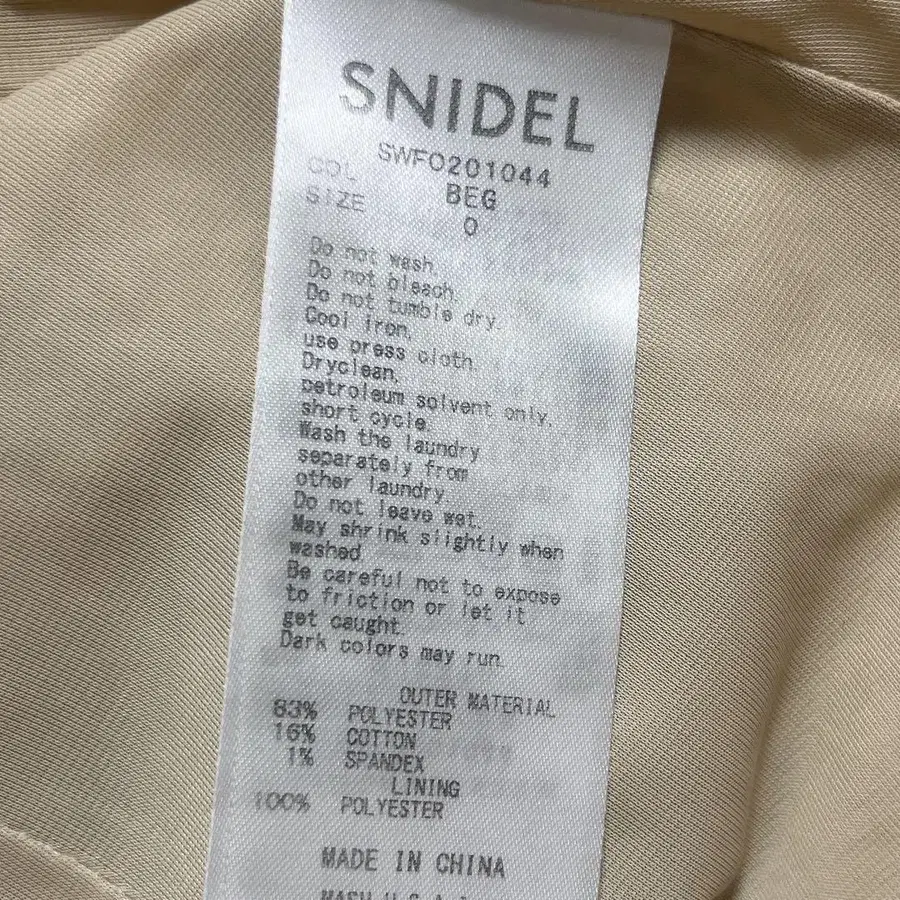 SNIDEL
SWFO201044
COL BEG
SIZE 0
Do not wash.
Do not bleach.
Do not tumble dry.
Cool iron,
use press cloth.
Dryclean,
petroleum solvent only.
short cycle.
Wash the laundry
separately from
other laundry.
Do not leave wet.
May shrink slightly when
washed
Be careful not to expose
to friction or let it
get caught.
Dark colors may run.
OUTER MATERIAL
83% POLYESTER
16% COTTON
1% SPANDEX
LINING
100% POLYESTER
MADE IN CHINA